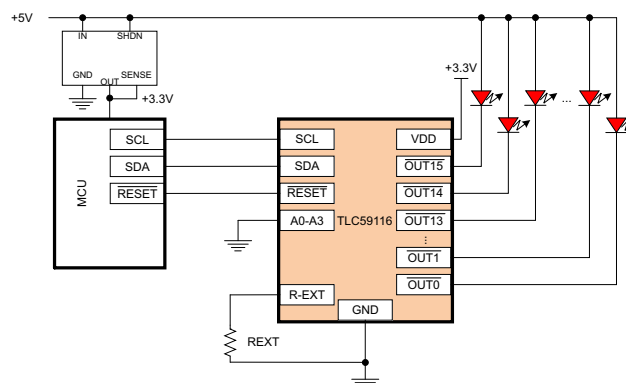 +5V
IN SHDN
GND OUT SENSE
+3.3V
+3.3V
MCU
SCL
SDA
RESET
SCL
SDA
RESET
A0-A3
R-EXT
TLC59116
GND
VDD
OUT15
OUT14
OUT13
...
OUT1
OUT0
...
REXT